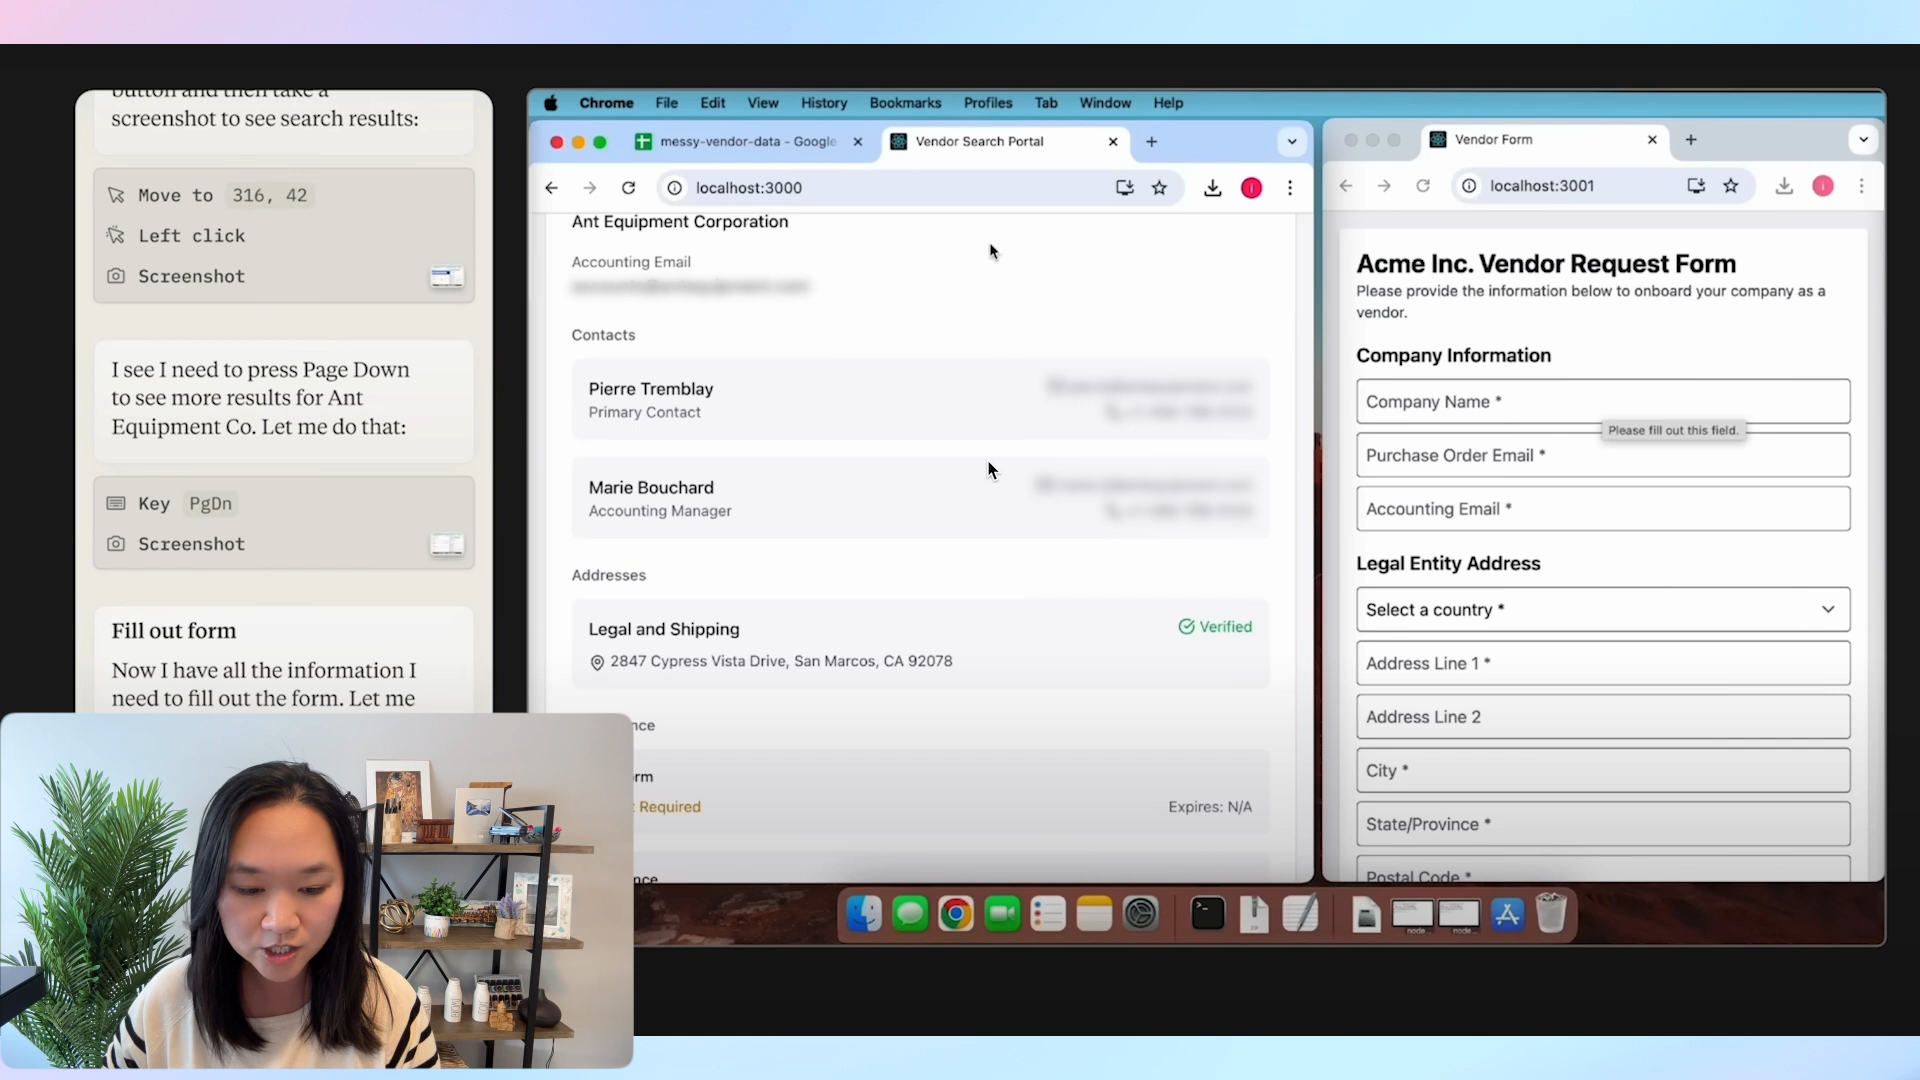 button and then take a
screenshot to see search results:
Move to 316, 42
Left click
Screenshot
I see I need to press Page Down
to see more results for Ant
Equipment Co. Let me do that:
Key PgDn
Screenshot
Fill out form
Now I have all the information I
need to fill out the form. Let me
Chrome File Edit View History Bookmarks Profiles Tab Window Help
messy-vendor-data - Google
Vendor Search Portal
localhost:3000
Ant Equipment Corporation
Accounting Email
Contacts
Pierre Tremblay
Primary Contact
Marie Bouchard
Accounting Manager
Addresses
Legal and Shipping
Verified
2847 Cypress Vista Drive, San Marcos, CA 92078
nce
rm
Required
Expires: N/A
nce
Vendor Form
localhost:3001
Acme Inc. Vendor Request Form
Please provide the information below to onboard your company as a
vendor.
Company Information
Company Name *
Please fill out this field.
Purchase Order Email *
Accounting Email *
Legal Entity Address
Select a country *
Address Line 1 *
Address Line 2
City *
State/Province *
Postal Code *